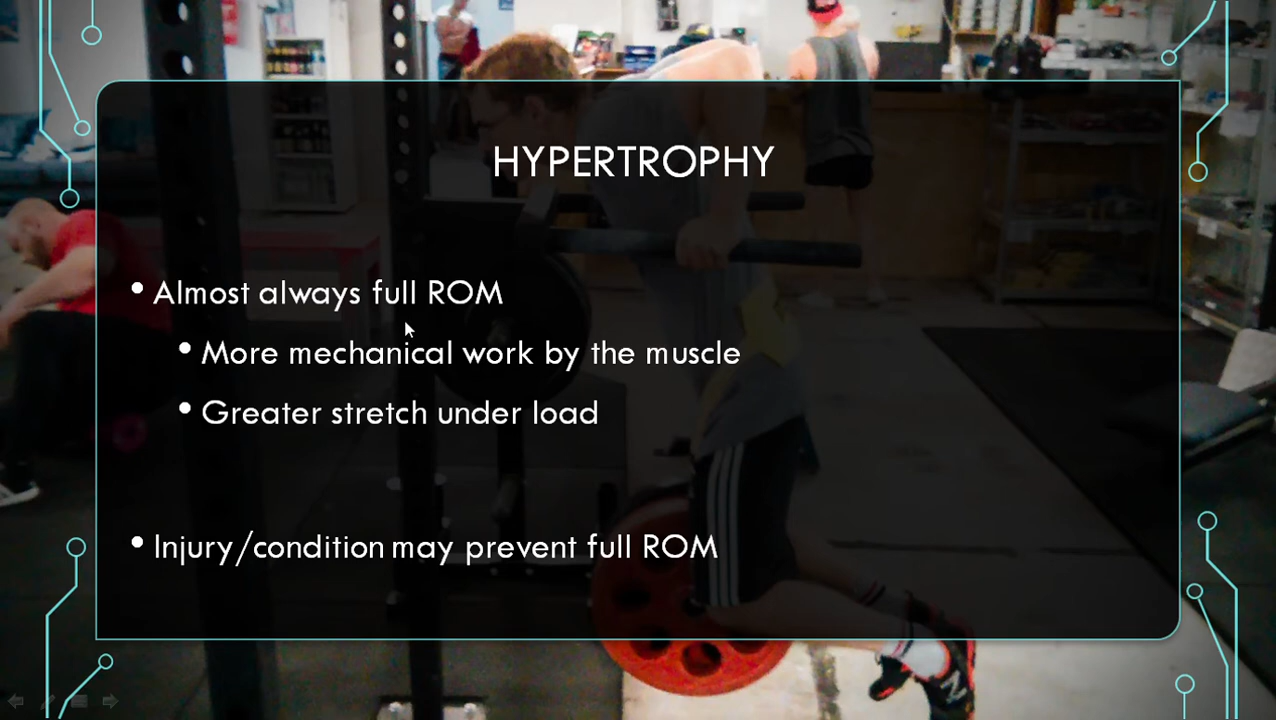 HYPERTROPHY
• Almost always full ROM
• More mechanical work by the muscle
• Greater stretch under load
• Injury/condition may prevent full ROM